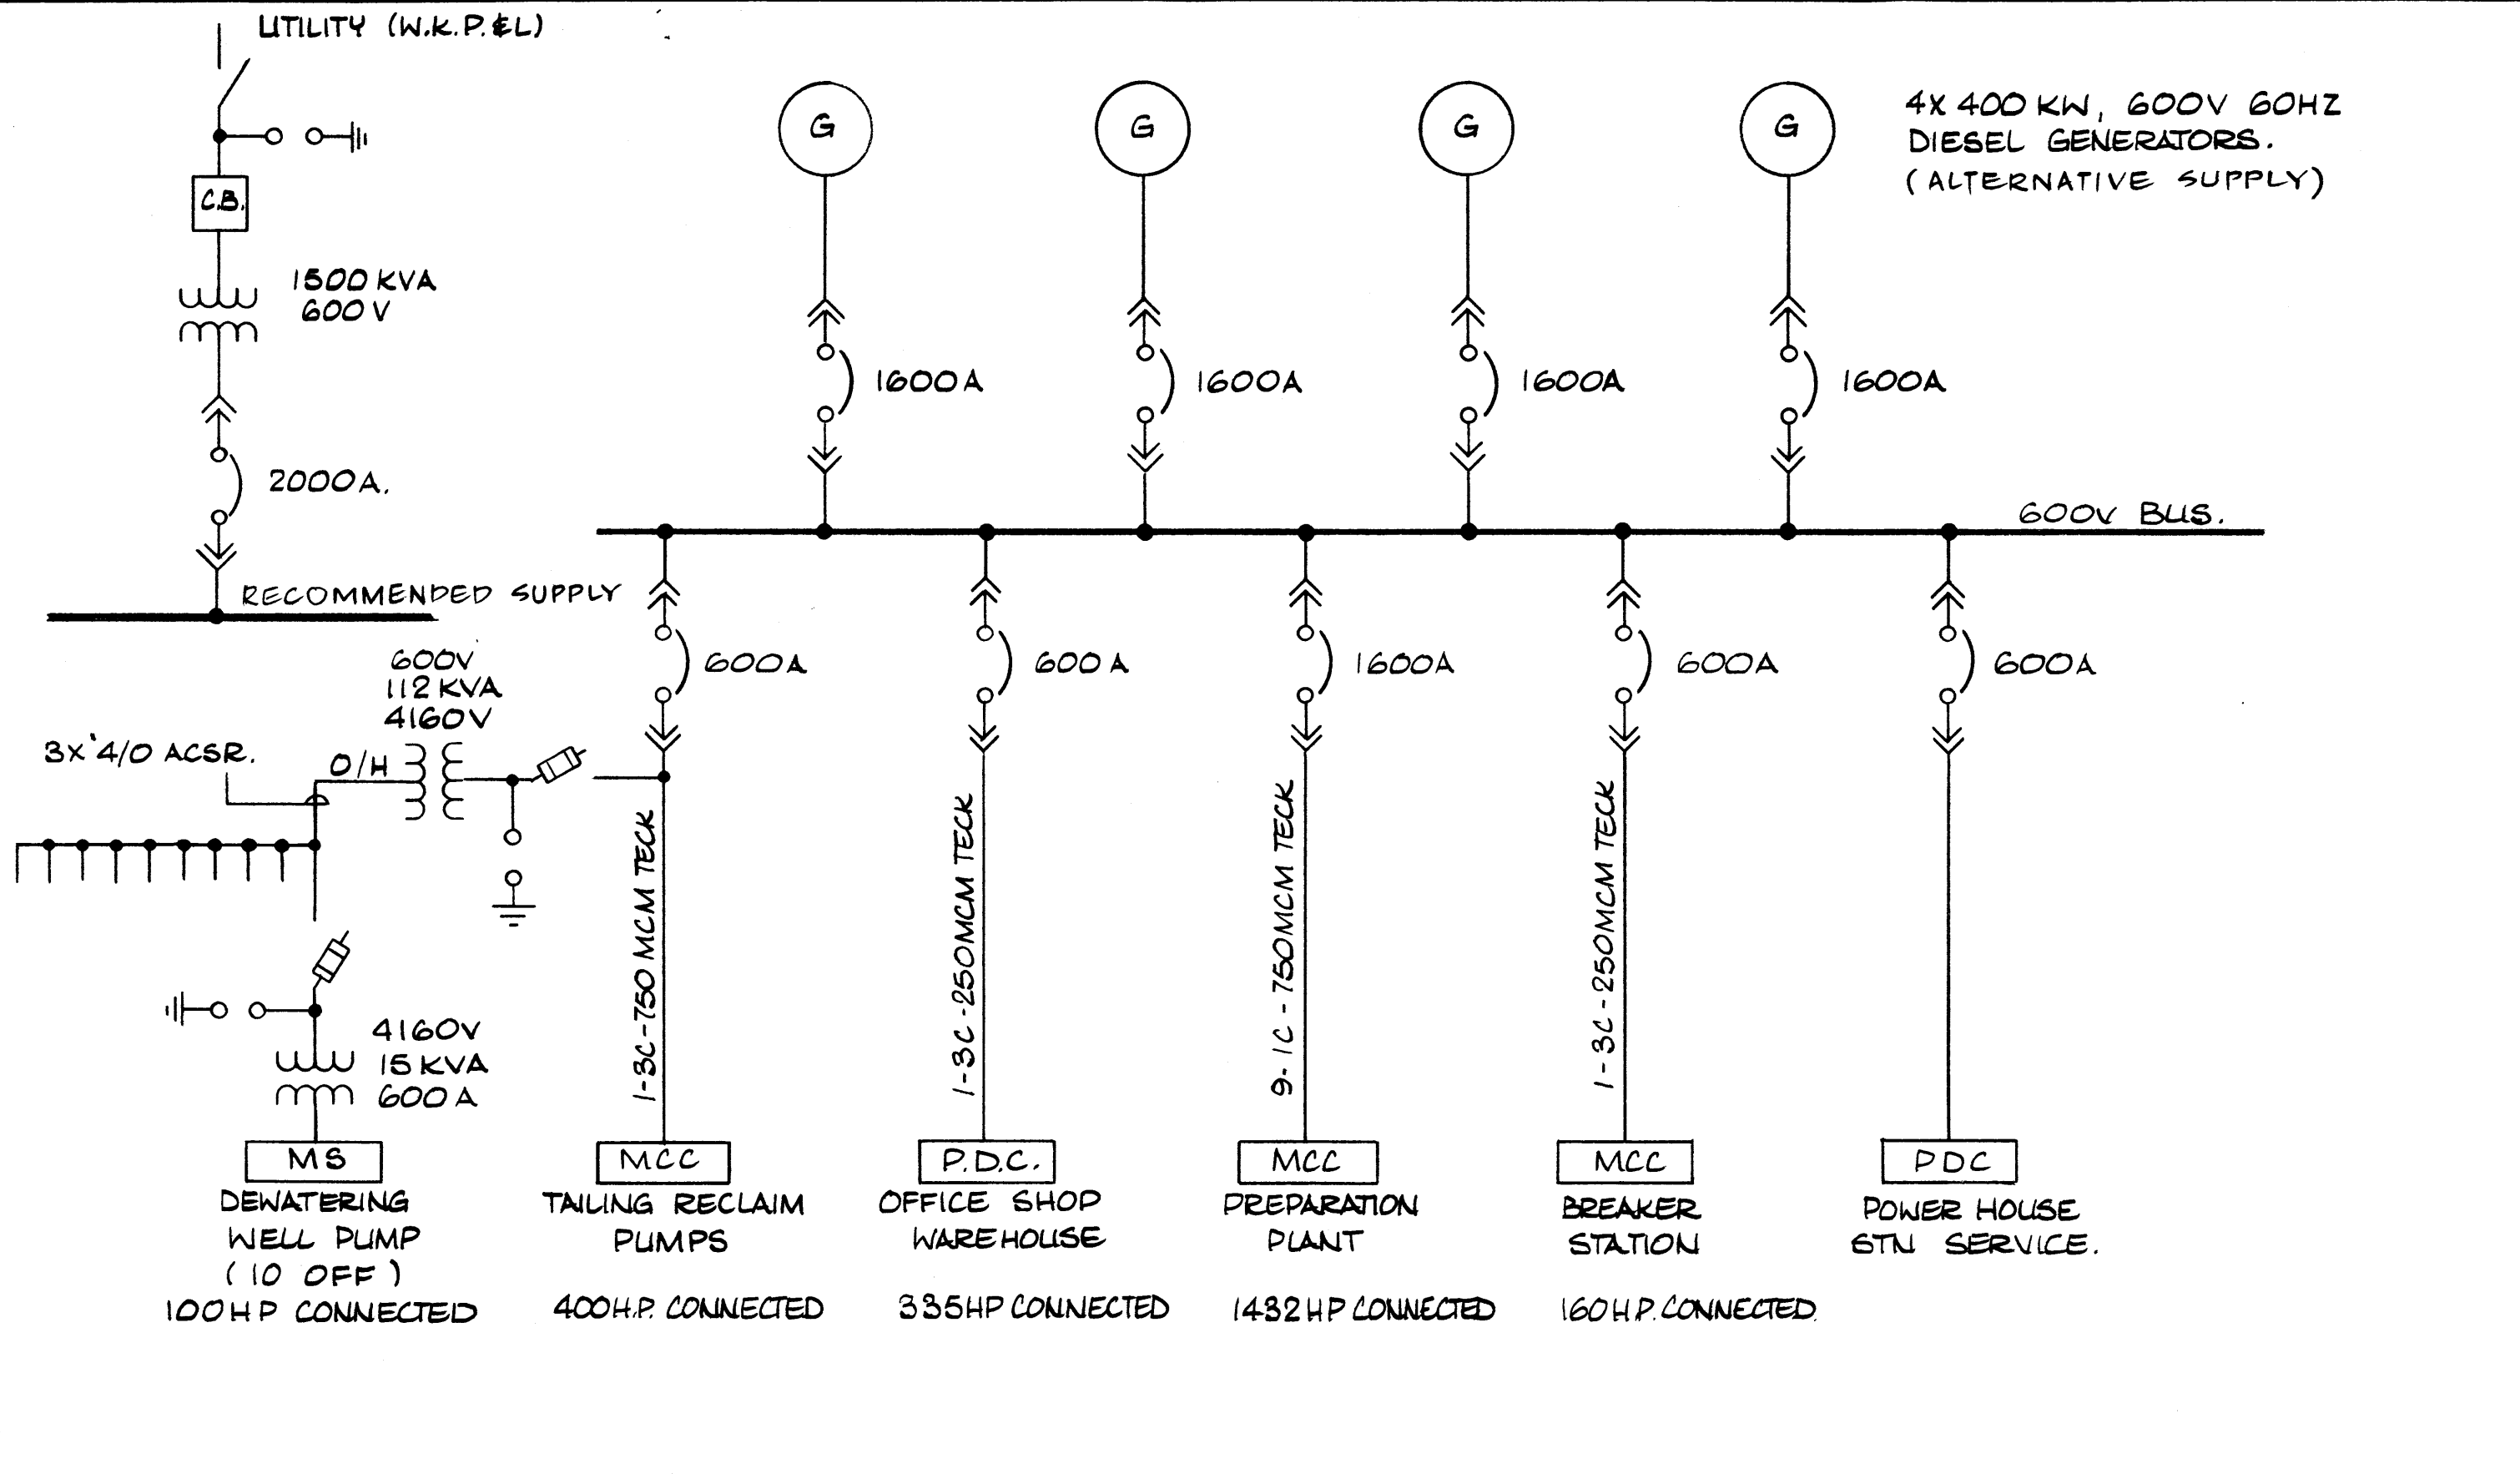 UTILITY (W.K.P.&L)
C.B.
1500 KVA
600 V
2000A.
RECOMMENDED SUPPLY
G
G
G
G
4X 400 KW, 600V 60HZ
DIESEL GENERATORS.
(ALTERNATIVE SUPPLY)
1600A
1600A
1600A
1600A
600V BUS.
600A
600A
1600A
600A
600A
600V
112 KVA
4160V
3X 4/0 ACSR.
O/H
4160V
15 KVA
600 A
1-3C-750 MCM TECK
1-3C-250MCM TECK
9-1C-750MCM TECK
1-3C-250MCM TECK
MS
DEWATERING
WELL PUMP
(10 OFF)
100HP CONNECTED
MCC
TAILING RECLAIM
PUMPS
400H.P. CONNECTED
P.D.C.
OFFICE SHOP
WAREHOUSE
335HP CONNECTED
MCC
PREPARATION
PLANT
1432HP CONNECTED
MCC
BREAKER
STATION
160H.P. CONNECTED.
PDC
POWER HOUSE
STN SERVICE.